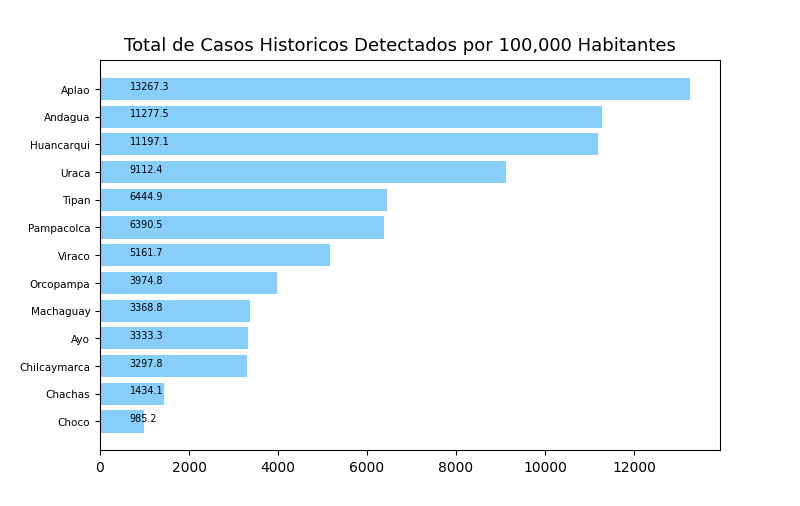 Total de Casos Historicos Detectados por 100,000 Habitantes
Aplao 13267.3
Andagua 11277.5
Huancarqui 11197.1
Uraca 9112.4
Tipan 6444.9
Pampacolca 6390.5
Viraco 5161.7
Orcopampa 3974.8
Machaguay 3368.8
Ayo 3333.3
Chilcaymarca 3297.8
Chachas 1434.1
Choco 985.2
0 2000 4000 6000 8000 10000 12000